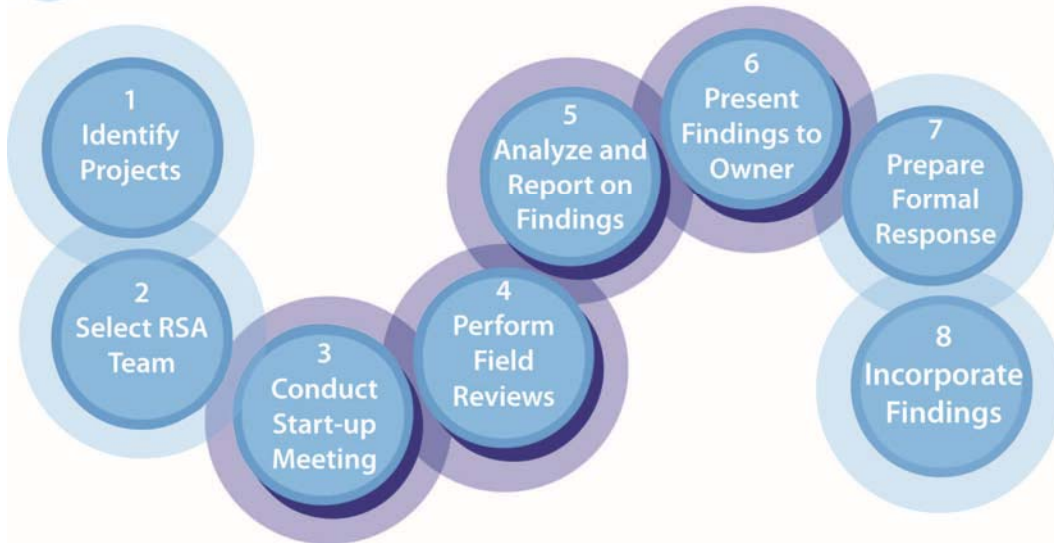 1
Identify
Projects
2
Select RSA
Team
3
Conduct
Start-up
Meeting
4
Perform
Field
Reviews
5
Analyze and
Report on
Findings
6
Present
Findings to
Owner
7
Prepare
Formal
Response
8
Incorporate
Findings